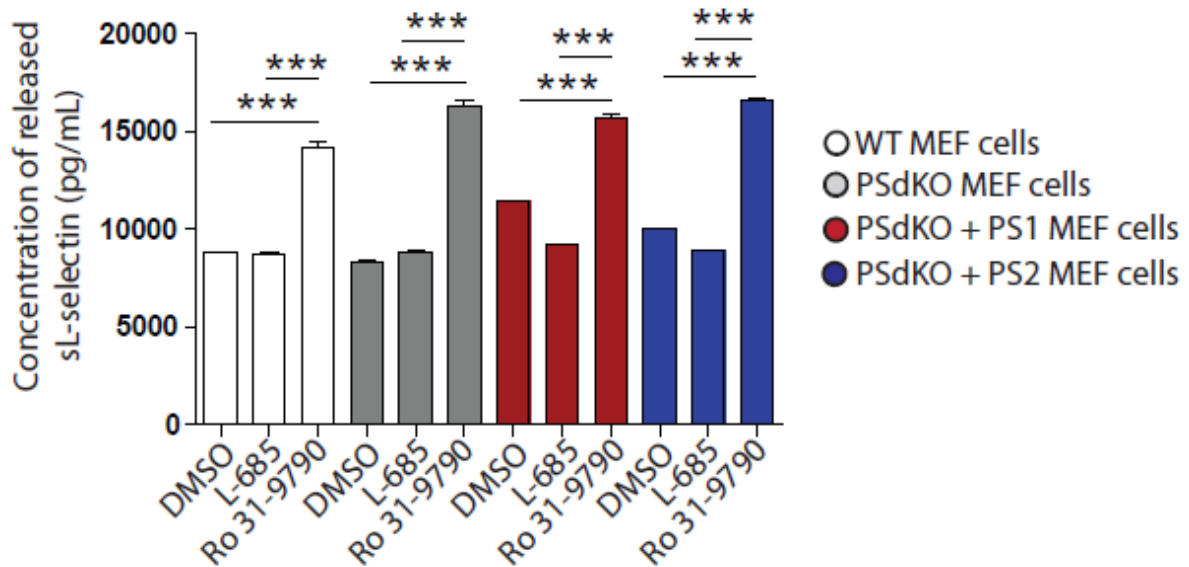 Concentration of released
sL-selectin (pg/mL)
20000
15000
10000
5000
0
*** *** *** ***
*** *** *** ***
DMSO
L-685
Ro 31-9790
DMSO
L-685
Ro 31-9790
DMSO
L-685
Ro 31-9790
DMSO
L-685
Ro 31-9790
WT MEF cells
PSdKO MEF cells
PSdKO + PS1 MEF cells
PSdKO + PS2 MEF cells